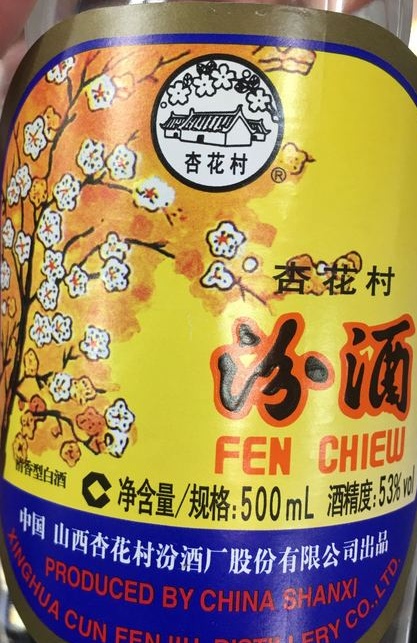 杏花村
®
杏花村
汾酒
FEN CHIEW
清香型白酒
净含量/规格:500mL 酒精度:53%vol
中国 山西杏花村汾酒厂股份有限公司出品
PRODUCED BY CHINA SHANXI
XINGHUA CUN FENJIU DISTILLERY CO.,LTD.